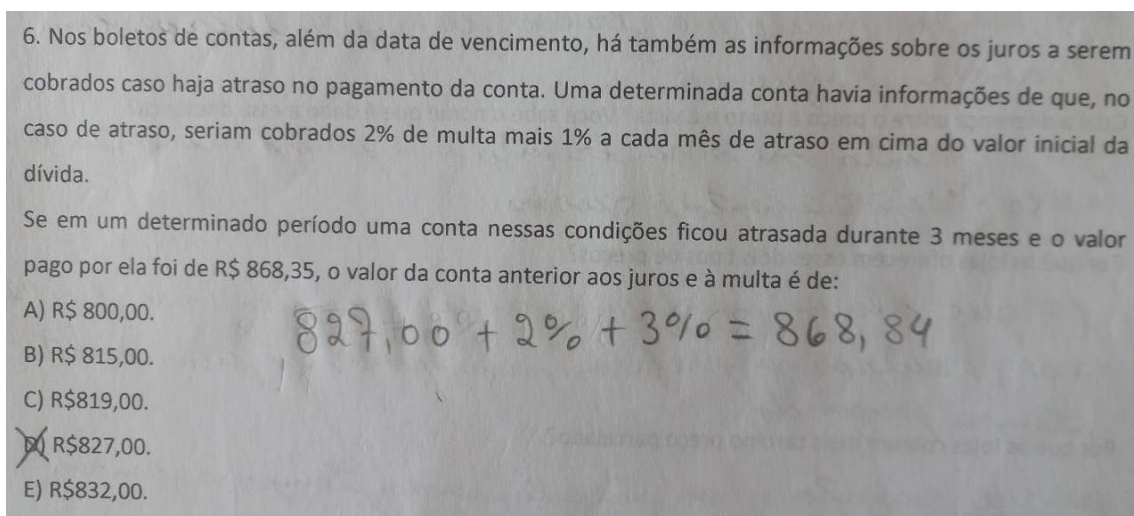 6. Nos boletos de contas, além da data de vencimento, há também as informações sobre os juros a serem
cobrados caso haja atraso no pagamento da conta. Uma determinada conta havia informações de que, no
caso de atraso, seriam cobrados 2% de multa mais 1% a cada mês de atraso em cima do valor inicial da
dívida.
Se em um determinado período uma conta nessas condições ficou atrasada durante 3 meses e o valor
pago por ela foi de R$ 868,35, o valor da conta anterior aos juros e à multa é de:
A) R$ 800,00.
827,00 + 2% + 3% = 868,84
B) R$ 815,00.
C) R$819,00.
D) R$827,00.
E) R$832,00.